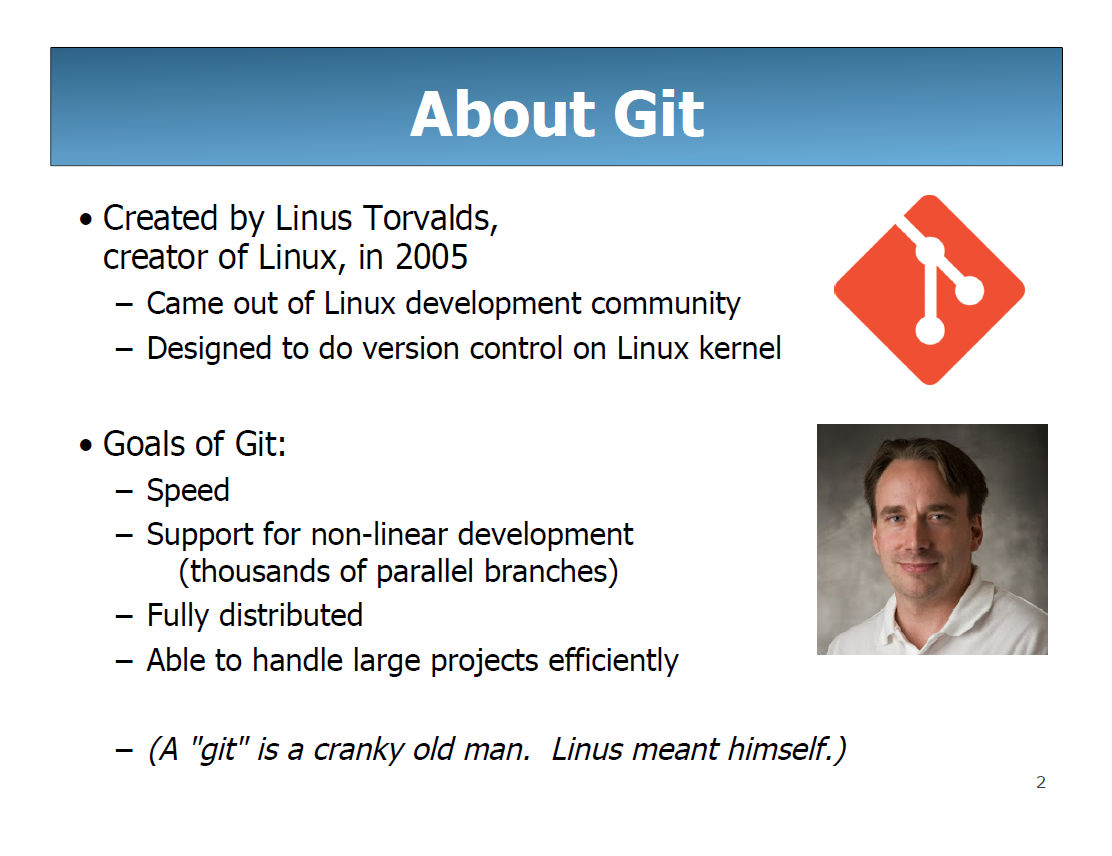 About Git
• Created by Linus Torvalds,
creator of Linux, in 2005
– Came out of Linux development community
– Designed to do version control on Linux kernel
• Goals of Git:
– Speed
– Support for non-linear development
(thousands of parallel branches)
– Fully distributed
– Able to handle large projects efficiently
– (A "git" is a cranky old man.  Linus meant himself.)
2